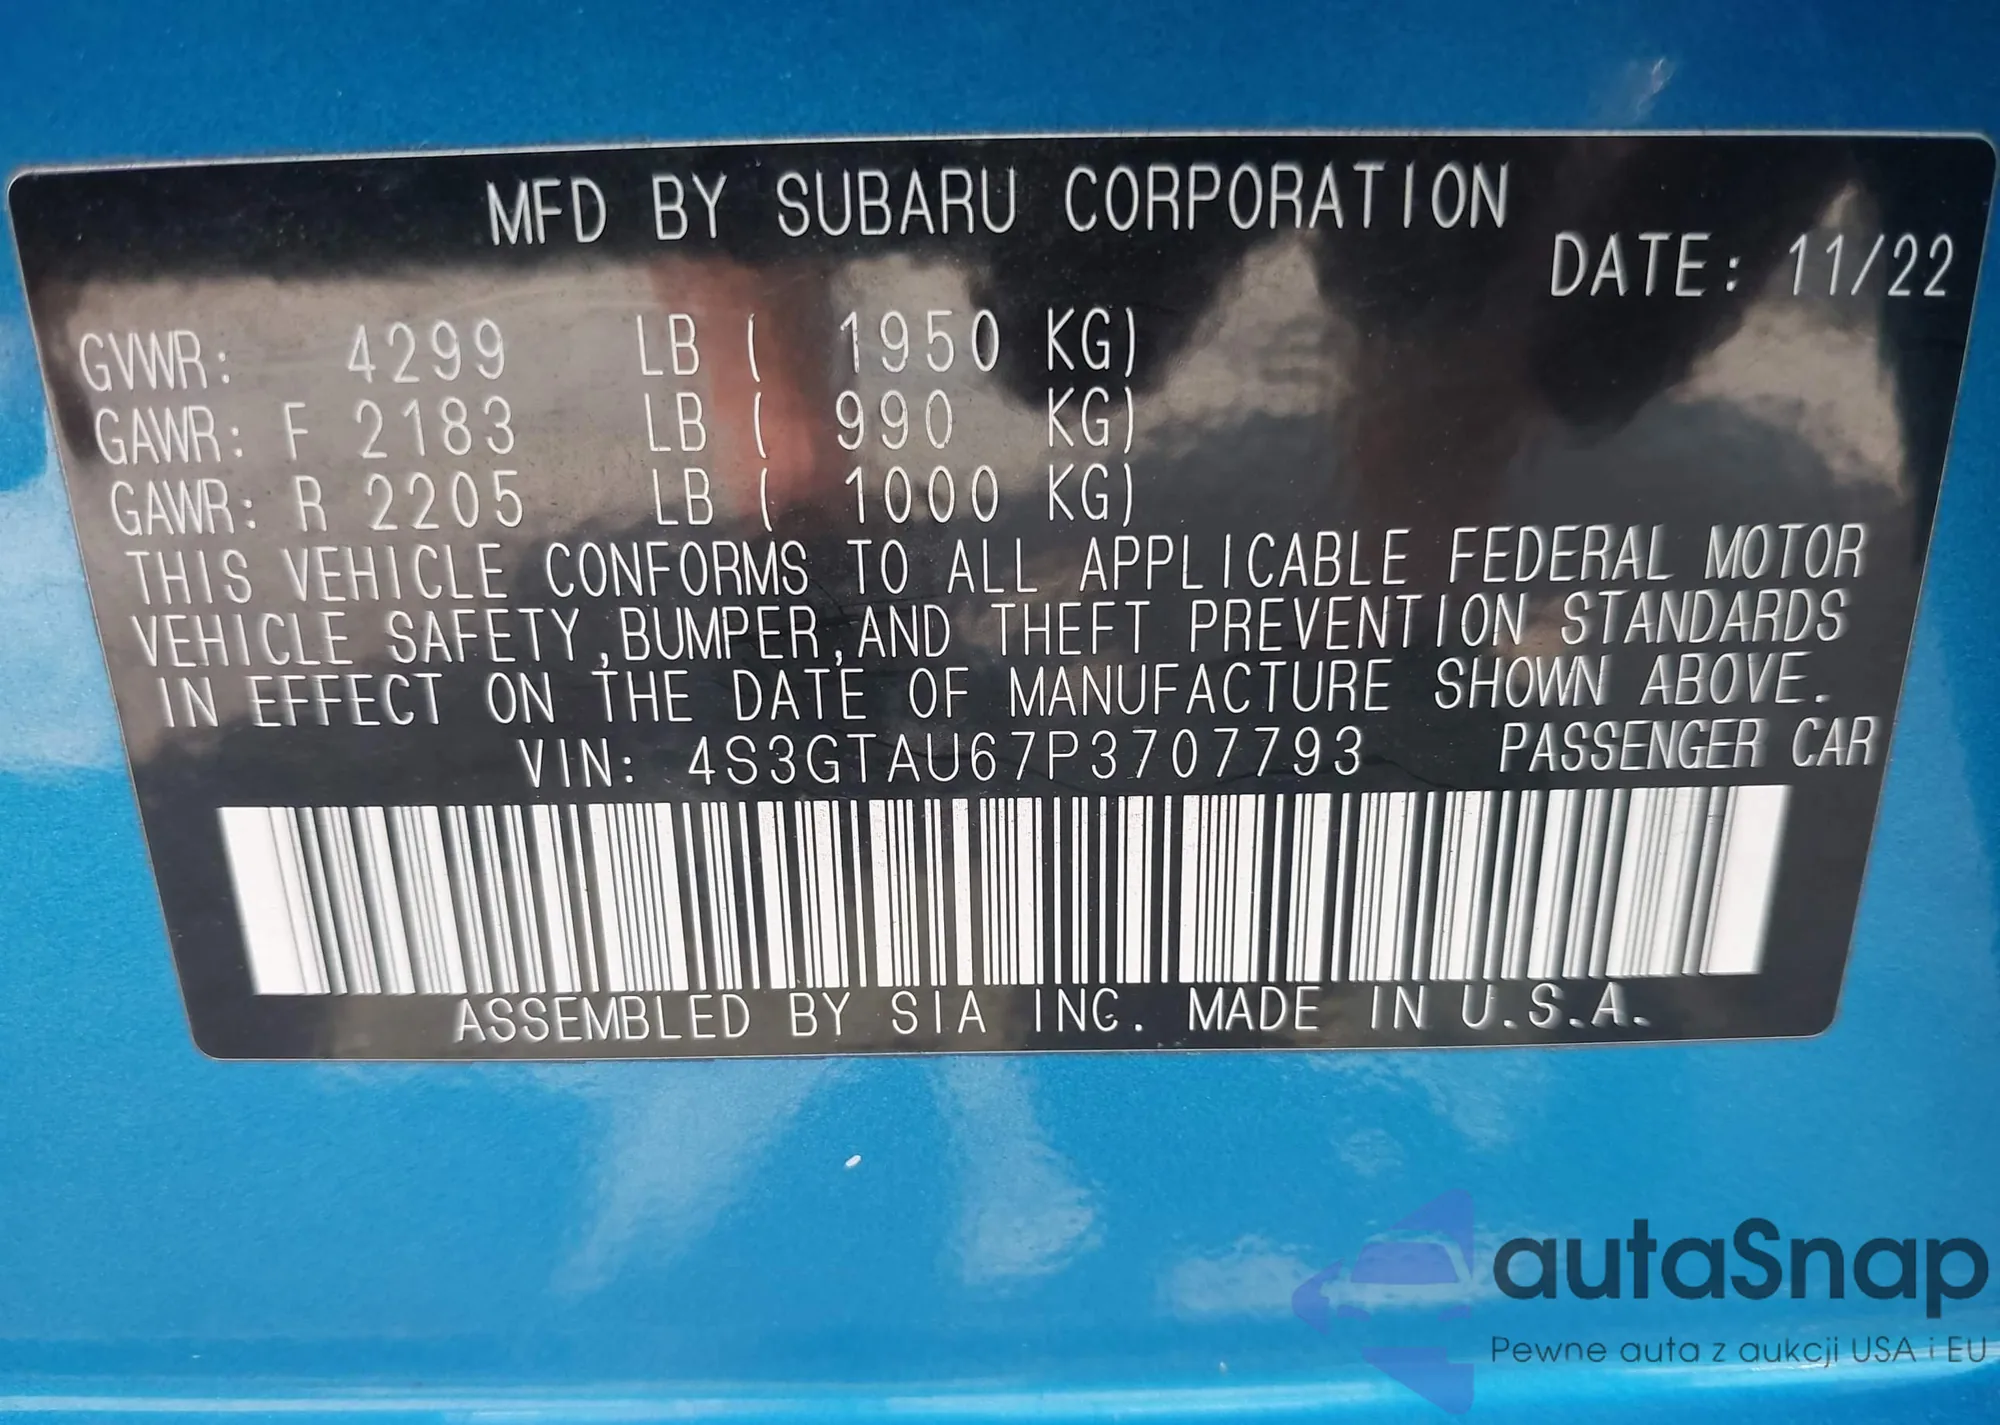 MFD BY SUBARU CORPORATION
DATE: 11/22
GVWR: 4299 LB ( 1950 KG)
GAWR: F 2183 LB ( 990 KG)
GAWR: R 2205 LB ( 1000 KG)
THIS VEHICLE CONFORMS TO ALL APPLICABLE FEDERAL MOTOR
VEHICLE SAFETY,BUMPER,AND THEFT PREVENTION STANDARDS
IN EFFECT ON THE DATE OF MANUFACTURE SHOWN ABOVE.
VIN: 4S3GTAU67P3707793 PASSENGER CAR
ASSEMBLED BY SIA INC. MADE IN U.S.A.
autaSnap
Pewne auta z aukcji USA i EU